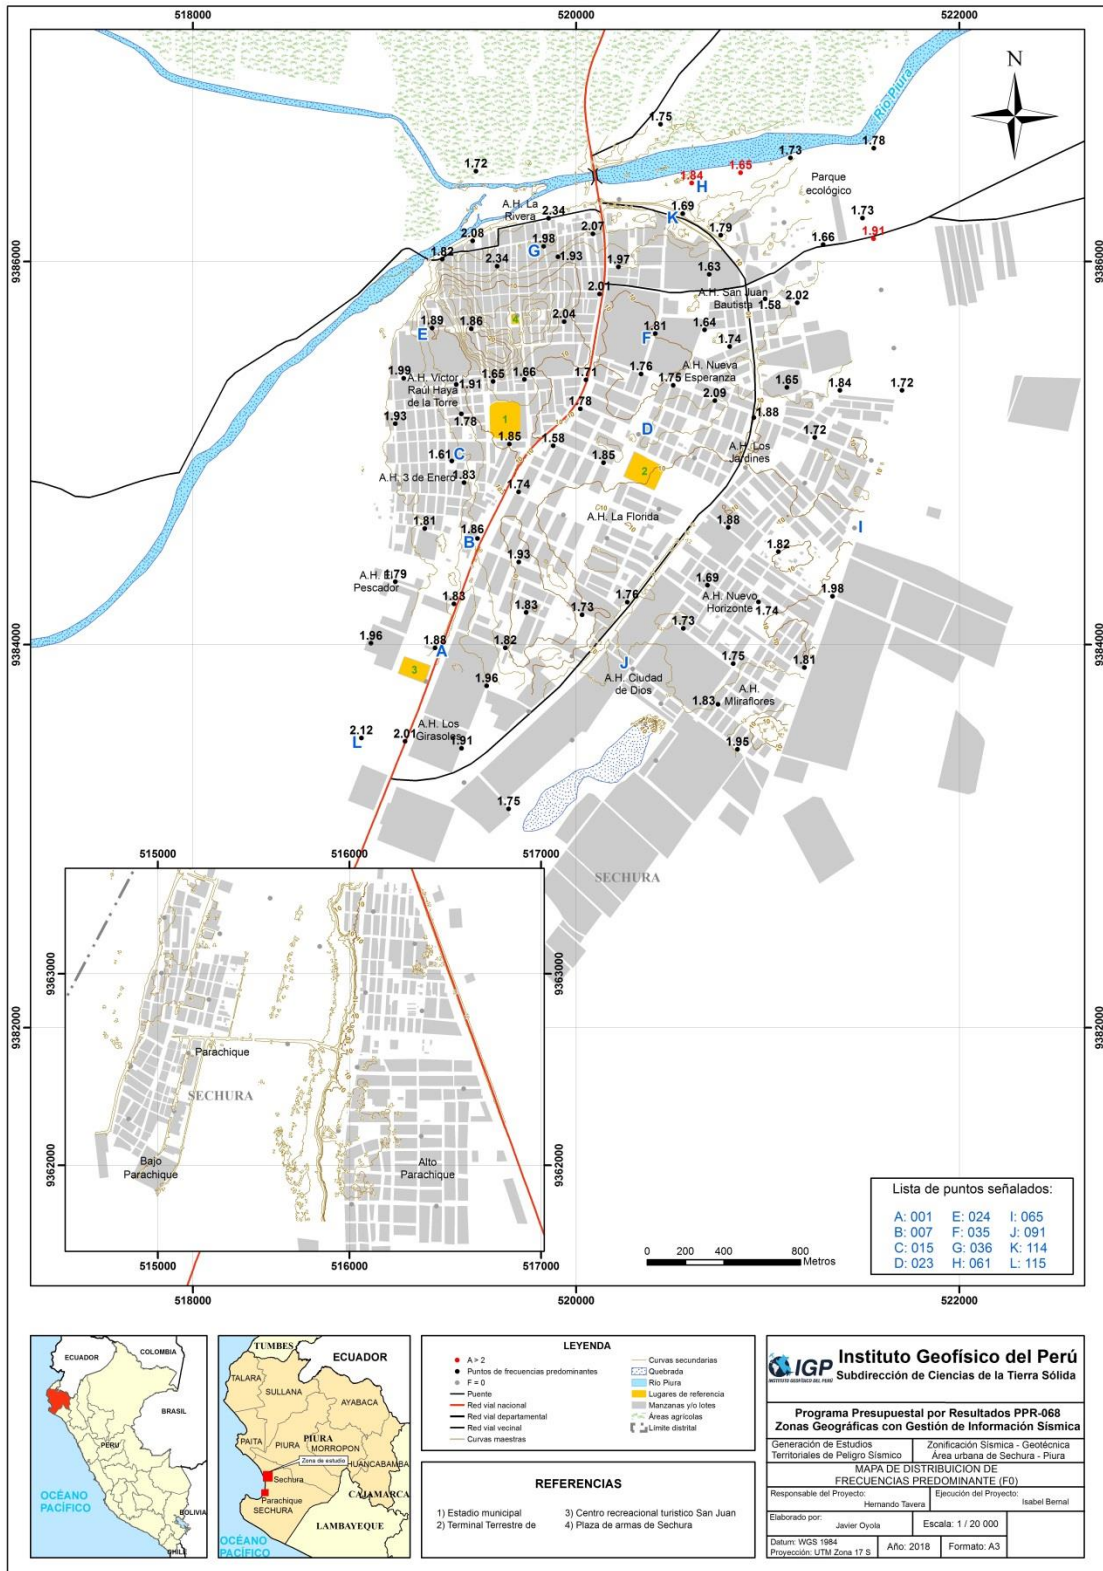 518000
520000
522000
N
Río Piura
1.75
1.78
1.73
1.72
1.65
1.84
H
Parque
ecológico
A.H. La
Rivera
2.34
K
1.69
1.73
2.07
1.79
1.91
2.08
1.98
G
1.66
1.82
1.93
9386000
2.34
1.97
1.63
9386000
2.01
A.H. San Juan
Bautista
1.58
2.02
1.89
E
1.86
4
2.04
1.81
F
1.64
1.74
A.H. Nueva
Esperanza
1.99
A.H. Víctor
Raúl Haya
de la Torre
1.91
1.65
1.66
1.71
1.76
1.75
1.65
1.84
1.72
2.09
1.93
1.78
1
1.78
1.88
D
1.72
1.85
1.58
A.H. Los
Jardines
1.61
C
1.85
2
A.H. 3 de Enero
1.83
1.74
A.H. La Florida
1.81
1.86
B
1.88
I
1.82
1.93
A.H. El
Pescador
1.79
1.69
A.H. Nuevo
Horizonte
1.98
1.83
1.83
1.76
1.74
1.73
1.73
9384000
1.96
1.88
A
1.82
9384000
3
J
1.75
1.81
A.H. Ciudad
de Dios
1.96
A.H.
MIiraflores
1.83
A.H. Los
Girasoles
2.12
L
2.01
1.91
1.95
1.75
515000
516000
517000
SECHURA
9363000
9363000
9382000
9382000
Parachique
SECHURA
9362000
9362000
Bajo
Parachique
Alto
Parachique
515000
516000
517000
Lista de puntos señalados:
A: 001 E: 024 I: 065
B: 007 F: 035 J: 091
C: 015 G: 036 K: 114
D: 023 H: 061 L: 115
0 200 400 800
Metros
518000
520000
522000
ECUADOR
COLOMBIA
BRASIL
PERU
OCÉANO
PACÍFICO
BOLIVIA
CHILE
TUMBES
ECUADOR
TALARA
SULLANA
AYABACA
PAITA
PIURA
PIURA
MORROPON
HUANCABAMBA
Zona de estudio
Sechura
Parachique
SECHURA
CAJAMARCA
LAMBAYEQUE
OCÉANO
PACÍFICO
LEYENDA
A > 2
Puntos de frecuencias predominantes
F = 0
Puente
Red vial nacional
Red vial departamental
Red vial vecinal
Curvas maestras
Curvas secundarias
Quebrada
Río Piura
Lugares de referencia
Manzanas y/o lotes
Áreas agrícolas
Límite distrital
REFERENCIAS
1) Estadio municipal
2) Terminal Terrestre de
3) Centro recreacional turistico San Juan
4) Plaza de armas de Sechura
IGP
INSTITUTO GEOFÍSICO DEL PERÚ
Instituto Geofísico del Perú
Subdirección de Ciencias de la Tierra Sólida
Programa Presupuestal por Resultados PPR-068
Zonas Geográficas con Gestión de Información Sísmica
Generación de Estudios
Territoriales de Peligro Sísmico
Zonificación Sísmica - Geotécnica
Área urbana de Sechura - Piura
MAPA DE DISTRIBUICION DE
FRECUENCIAS PREDOMINANTE (F0)
Responsable del Proyecto:
Hernando Tavera
Ejecución del Proyecto:
Isabel Bernal
Elaborado por:
Javier Oyola
Escala: 1 / 20 000
Datum: WGS 1984
Proyección: UTM Zona 17 S
Año: 2018
Formato: A3